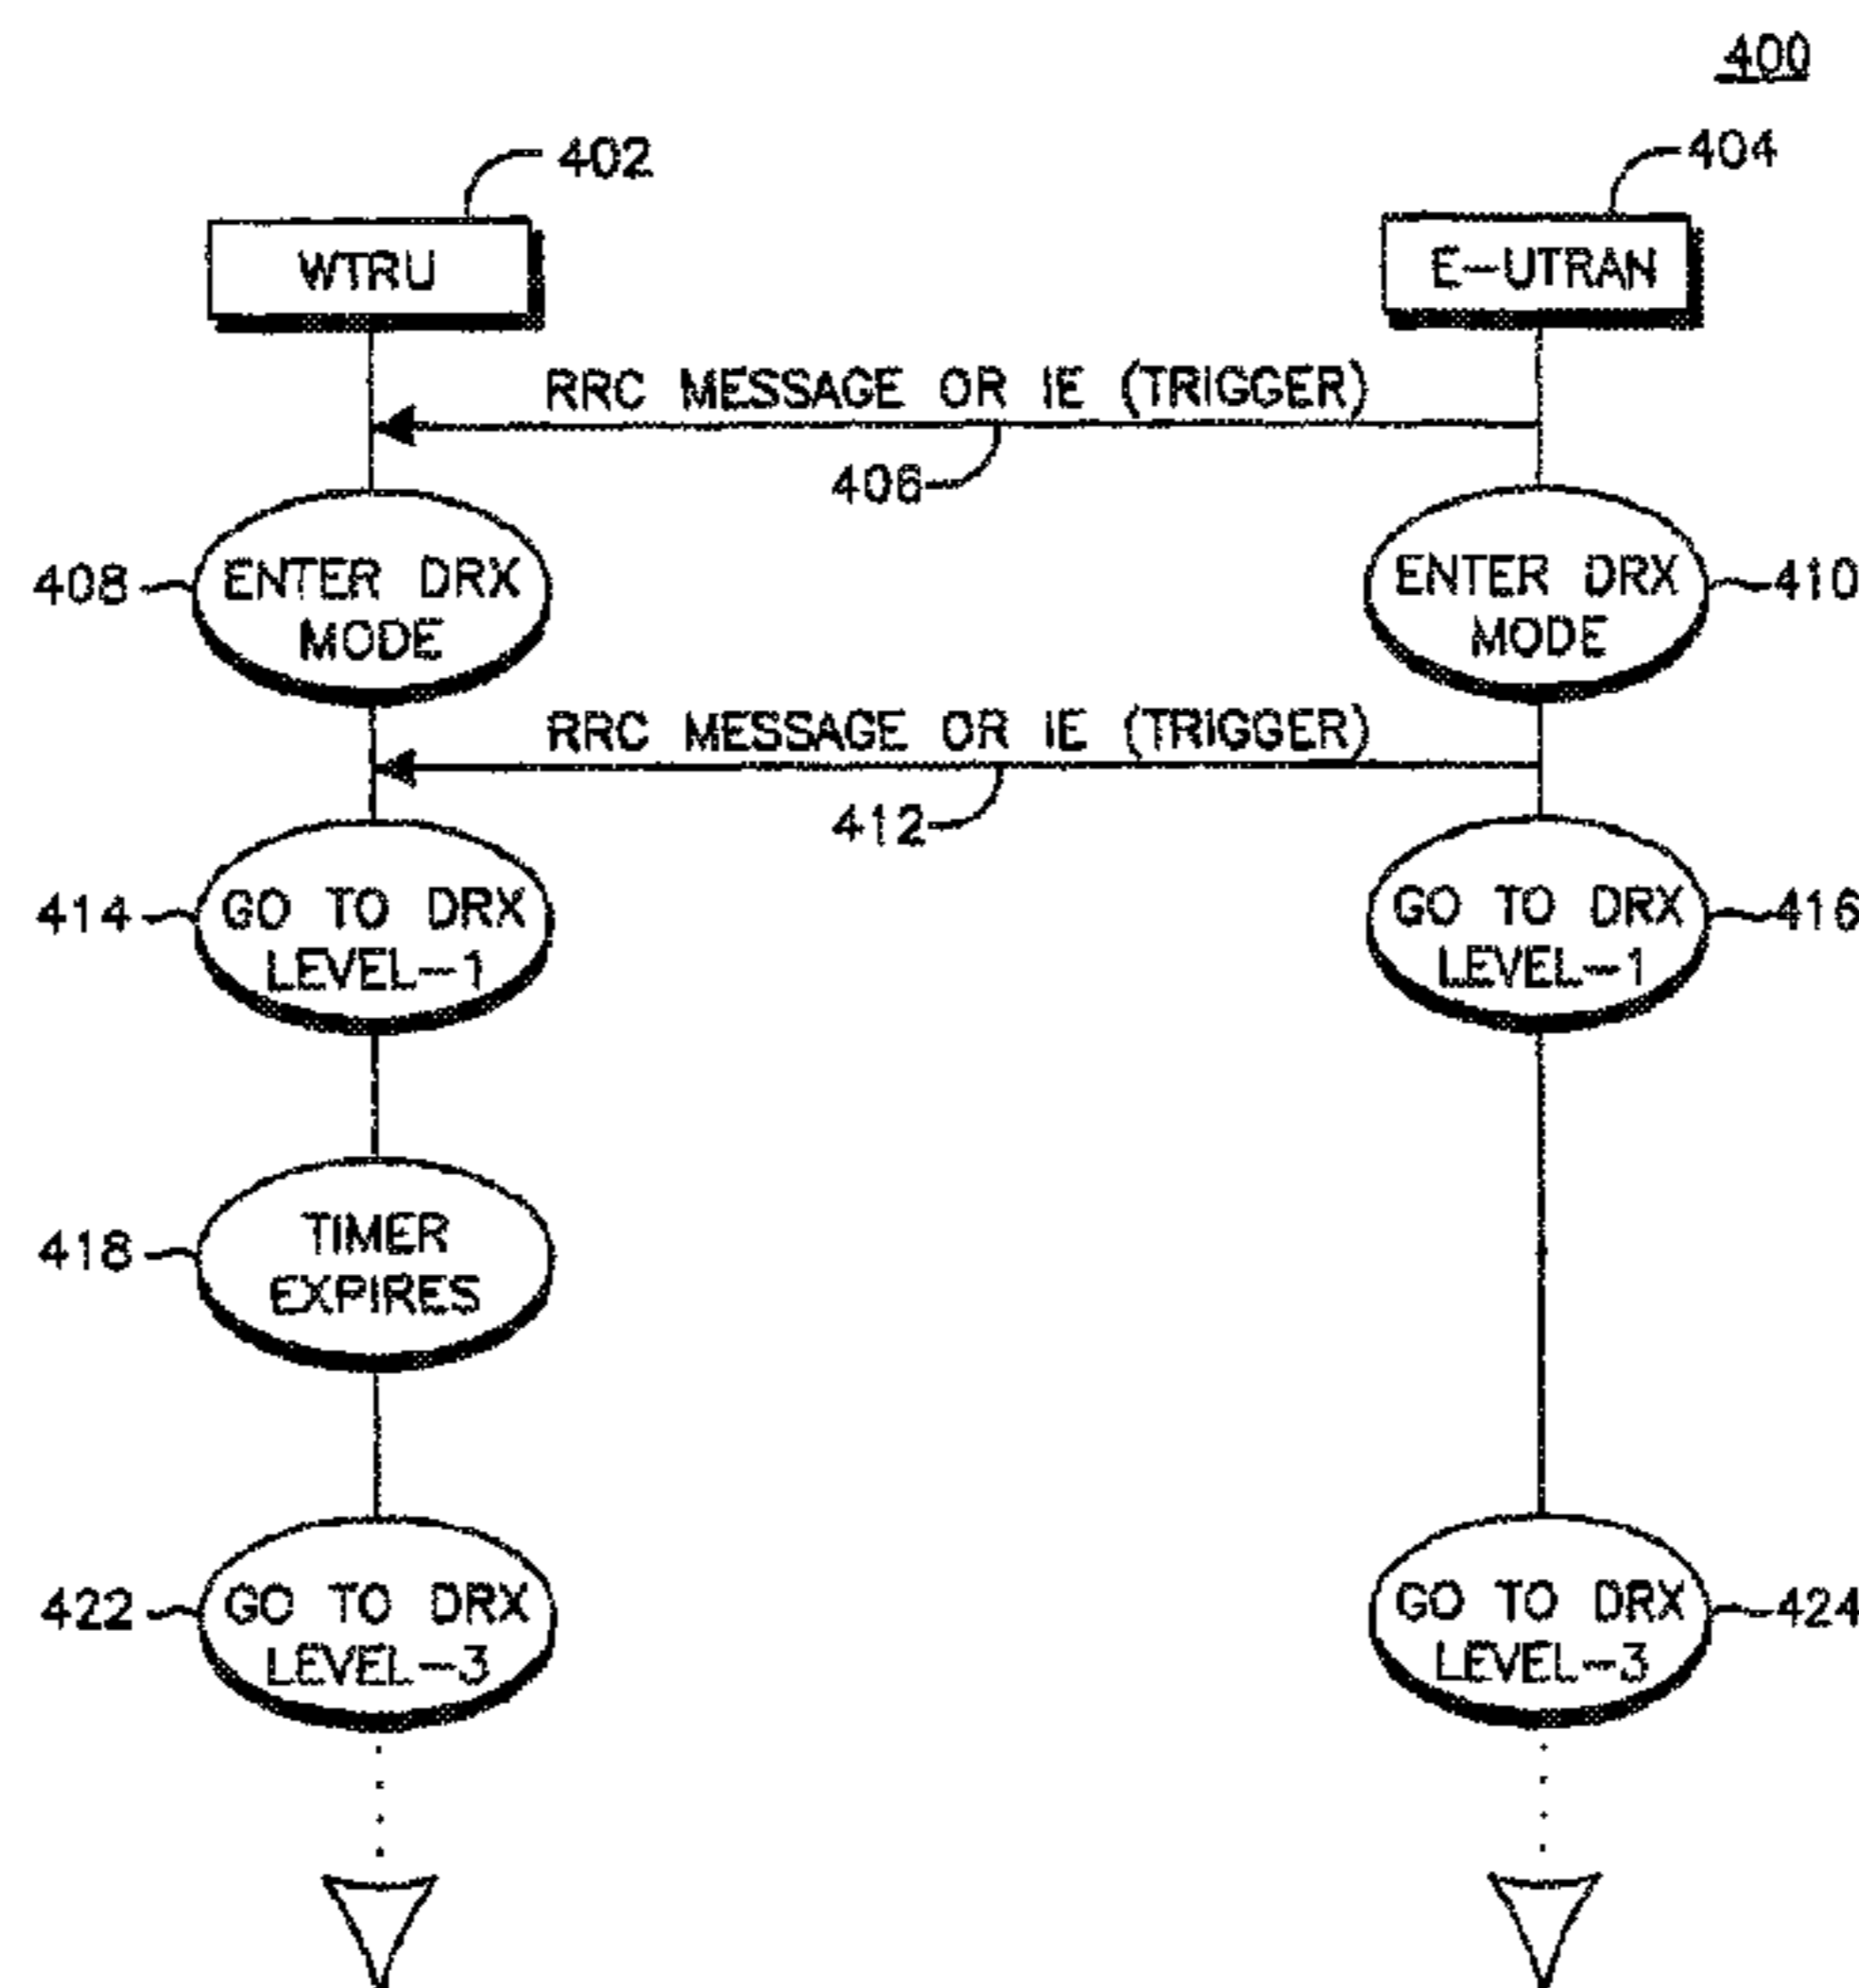 400
402
404
WTRU
E-UTRAN
RRC MESSAGE OR IE (TRIGGER)
406
408
ENTER DRX
MODE
ENTER DRX
MODE
410
RRC MESSAGE OR IE (TRIGGER)
412
414
GO TO DRX
LEVEL-1
GO TO DRX
LEVEL-1
416
418
TIMER
EXPIRES
422
GO TO DRX
LEVEL-3
GO TO DRX
LEVEL-3
424